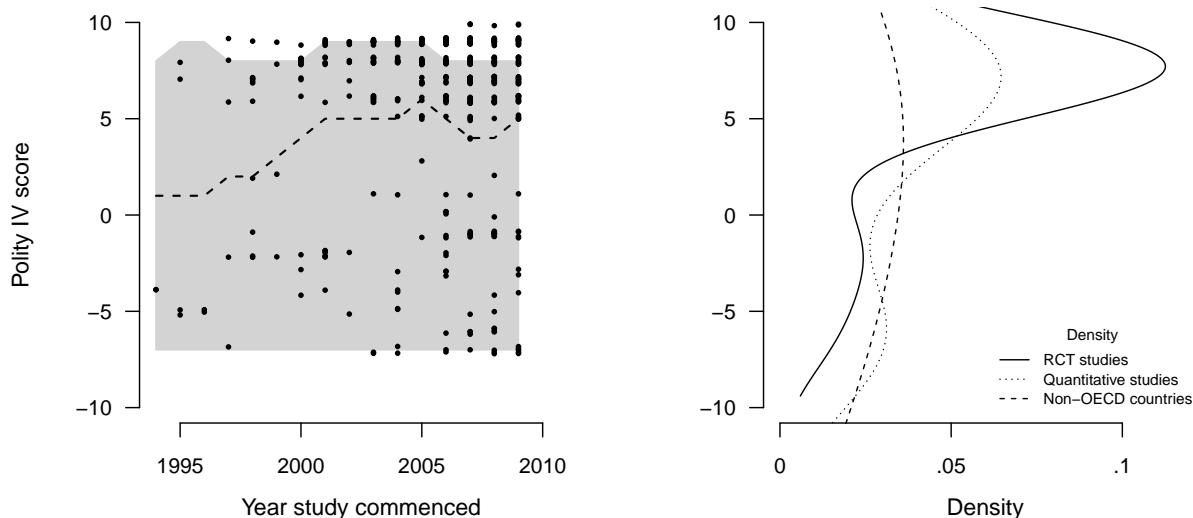 10
5
0
−5
−10
Polity IV score
1995
2000
2005
2010
Year study commenced
10
5
0
−5
−10
Density
RCT studies
Quantitative studies
Non−OECD countries
0
.05
.1
Density